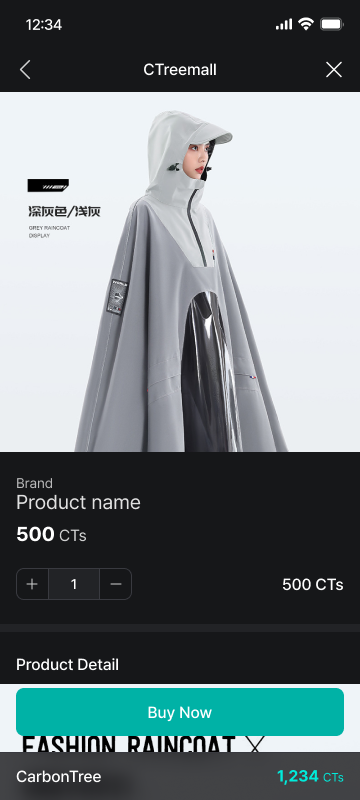 12:34
CTreemall
深灰色/浅灰
GREY RAINCOAT
DISPLAY
Brand
Product name
500 CTs
+ 1 −
500 CTs
Product Detail
Buy Now
FASHION RAINCOAT
CarbonTree
1,234 CTs